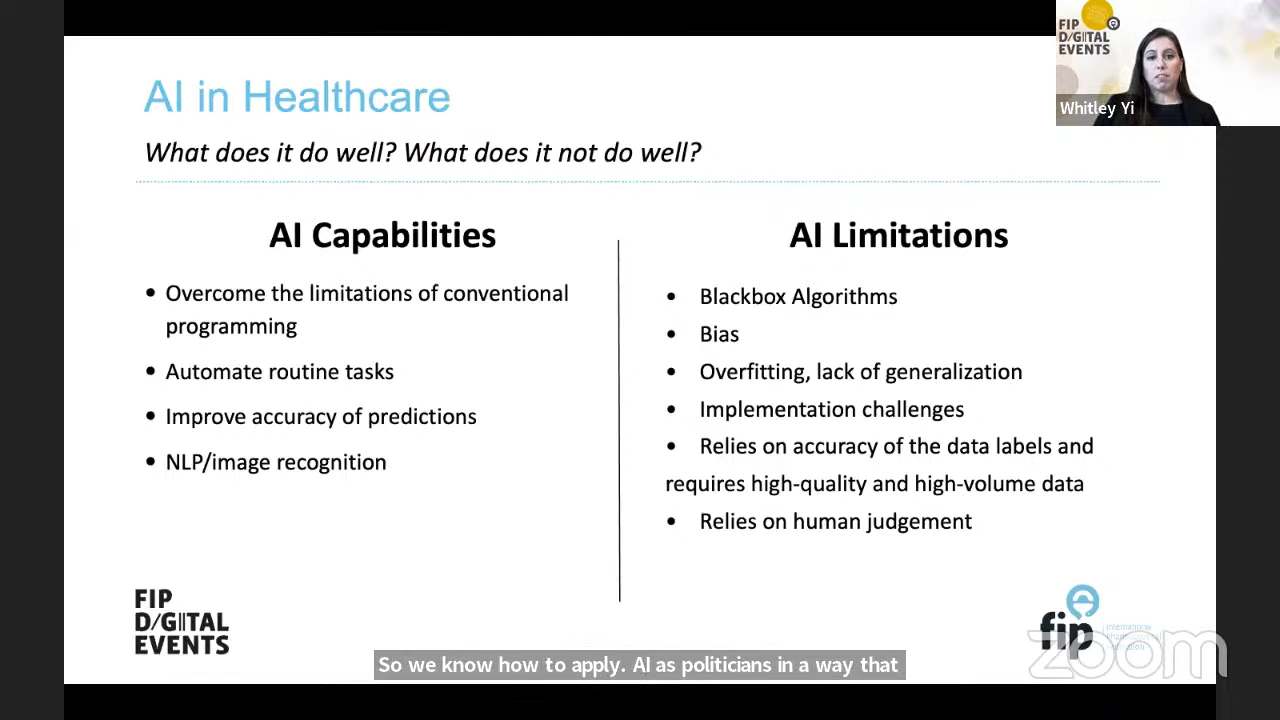 FIP
D/GITAL
EVENTS
Whitley Yi
AI in Healthcare
What does it do well? What does it not do well?
AI Capabilities
• Overcome the limitations of conventional
programming
• Automate routine tasks
• Improve accuracy of predictions
• NLP/image recognition
AI Limitations
• Blackbox Algorithms
• Bias
• Overfitting, lack of generalization
• Implementation challenges
• Relies on accuracy of the data labels and
requires high-quality and high-volume data
• Relies on human judgement
FIP
D/GITAL
EVENTS
fip
International
zoom
So we know how to apply. AI as politicians in a way that